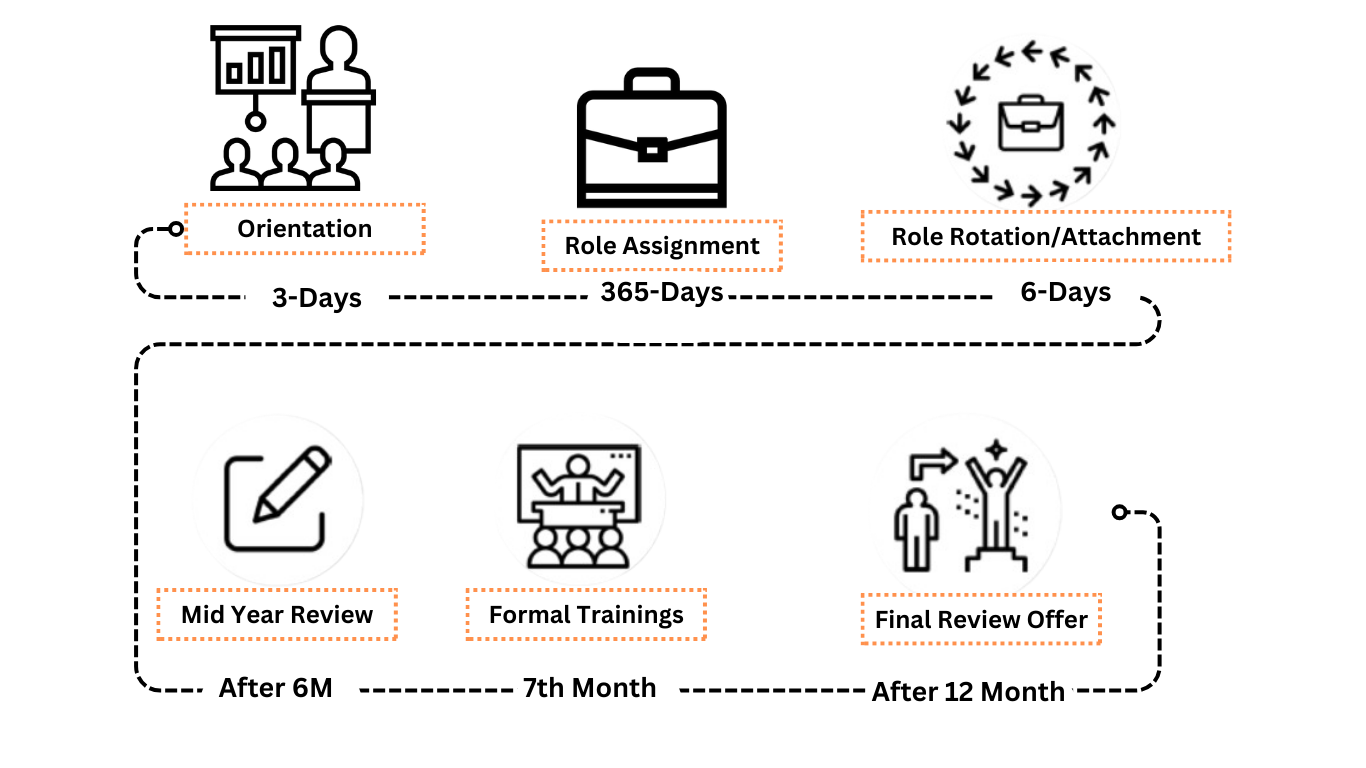 Orientation
Role Assignment
Role Rotation/Attachment
3-Days
365-Days
6-Days
Mid Year Review
Formal Trainings
Final Review Offer
After 6M
7th Month
After 12 Month